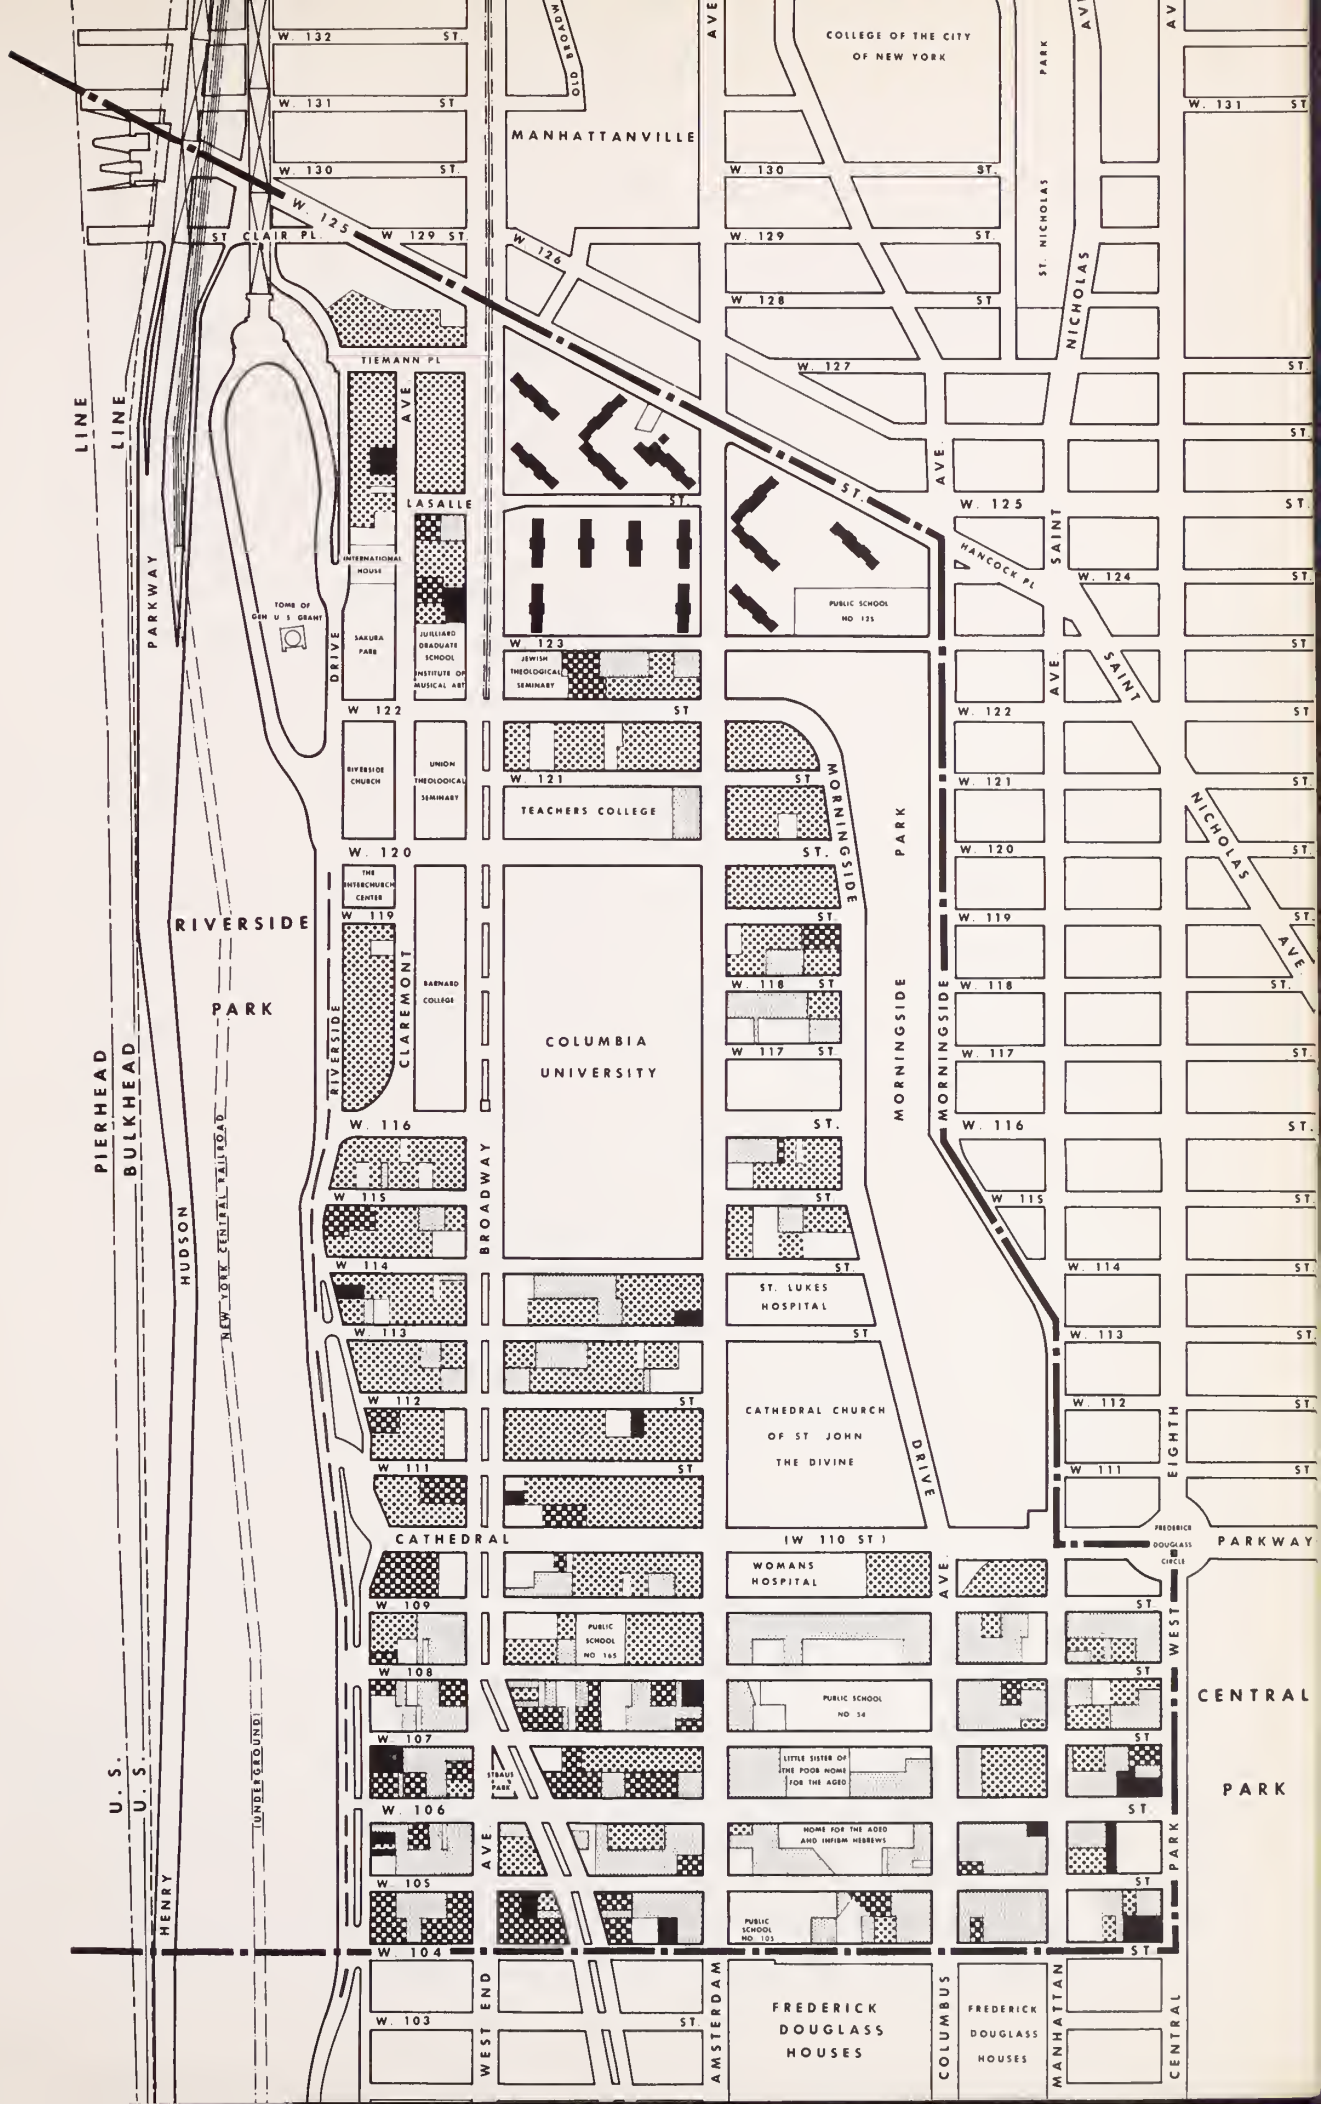 W. 132 ST.
OLD BROADW
AVE
COLLEGE OF THE CITY
OF NEW YORK
PARK
AVE
AV
W. 131 ST
W. 131 ST
MANHATTANVILLE
W. 130 ST.
W. 130 ST.
W. 125
ST CLAIR PL.
W 129 ST.
W. 126
W. 129 ST.
ST. NICHOLAS
W. 128 ST
NICHOLAS
TIEMANN PL
W. 127 ST.
LINE
LINE
AVE
ST.
AVE.
LASALLE ST.
ST.
W. 125 ST.
SAINT
HANCOCK PL
W. 124 ST.
INTERNATIONAL
HOUSE
PARKWAY
TOMB OF
GEN U S GRANT
DRIVE
SAKURA
PARK
JUILLIARD
GRADUATE
SCHOOL
INSTITUTE OF
MUSICAL ART
PUBLIC SCHOOL
NO 125
W. 123 ST
JEWISH
THEOLOGICAL
SEMINARY
AVE.
SAINT
W 122 ST
W. 122 ST
RIVERSIDE
CHURCH
UNION
THEOLOGICAL
SEMINARY
W. 121 ST
W. 121 ST.
TEACHERS COLLEGE
MORNINGSIDE
PARK
NICHOLAS
W. 120 ST.
W. 120 ST.
THE
INTERCHURCH
CENTER
W 119 ST.
W. 119 ST.
RIVERSIDE
PARK
AVE
BARNARD
COLLEGE
CLAREMONT
RIVERSIDE
W. 118 ST
W. 118 ST.
COLUMBIA
UNIVERSITY
W 117 ST.
W. 117 ST.
MORNINGSIDE
MORNINGSIDE
PIERHEAD
BULKHEAD
W. 116 ST.
W. 116 ST.
NEW YORK CENTRAL RAILROAD
BROADWAY
W 115 ST.
W 115 ST.
HUDSON
W 114 ST.
W. 114 ST.
ST. LUKES
HOSPITAL
W. 113 ST
W. 113 ST.
W 112 ST
W. 112 ST.
CATHEDRAL CHURCH
OF ST JOHN
THE DIVINE
DRIVE
EIGHTH
W 111 ST
W 111 ST
CATHEDRAL (W 110 ST)
FREDERICK
DOUGLASS
CIRCLE
PARKWAY
WOMANS
HOSPITAL
AVE.
W. 109 ST.
WEST
PUBLIC
SCHOOL
NO 165
W 108 ST
CENTRAL
PARK
PUBLIC SCHOOL
NO 54
W. 107 ST
(UNDERGROUND)
STRAUS
PARK
LITTLE SISTER OF
THE POOR HOME
FOR THE AGED
U. S.
U. S.
W. 106 ST.
HOME FOR THE AGED
AND INFIRM HEBREWS
AVE.
PARK
W. 105 ST
HENRY
PUBLIC
SCHOOL
NO. 105
W. 104 ST
WEST END
AMSTERDAM
COLUMBUS
MANHATTAN
CENTRAL
W. 103 ST.
FREDERICK
DOUGLASS
HOUSES
FREDERICK
DOUGLASS
HOUSES